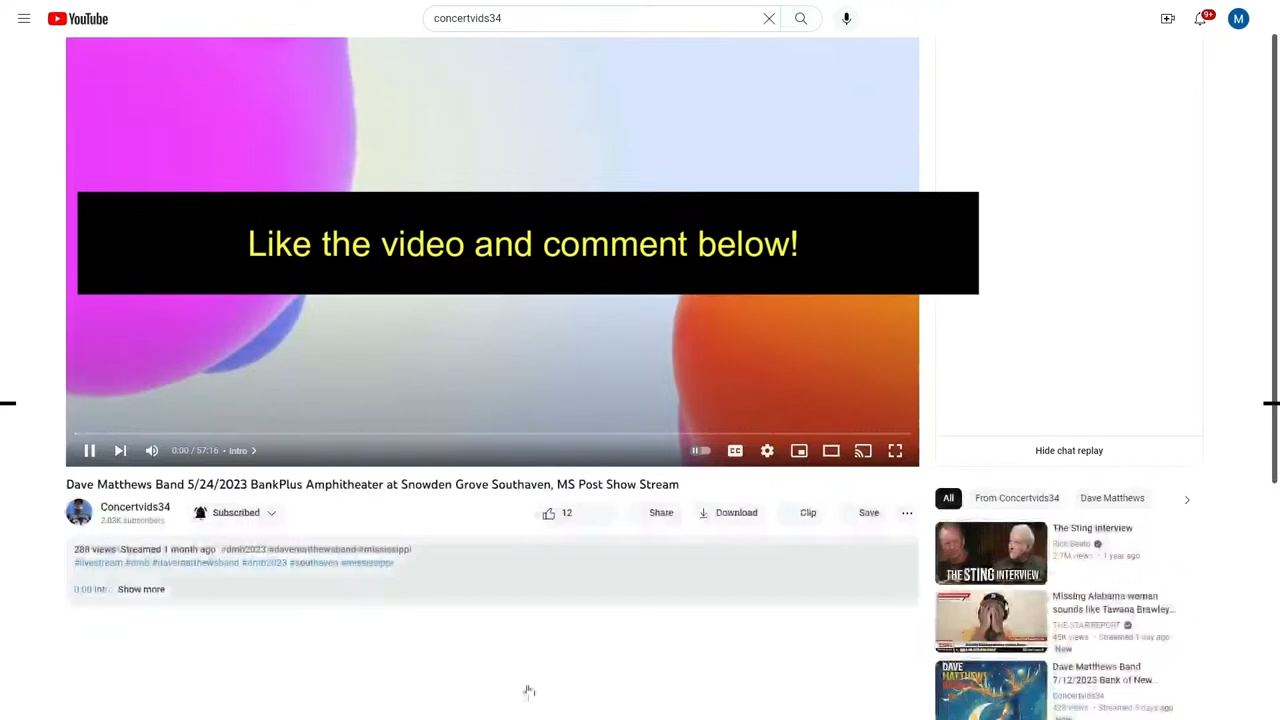 YouTube
concertvids34
9+
M
Like the video and comment below!
0:00 / 57:16 • Intro
CC
Hide chat replay
Dave Matthews Band 5/24/2023 BankPlus Amphitheater at Snowden Grove Southaven, MS Post Show Stream
Concertvids34
2.03K subscribers
Subscribed
12
Share
Download
Clip
Save
288 views Streamed 1 month ago #dmb2023 #davematthewsband #mississippi
#livestream #dmb #davematthewsband #dmb2023 #southaven #mississippi
0:00 Intro Show more
All
From Concertvids34
Dave Matthews
THE STING INTERVIEW
The Sting Interview
Rick Beato
2.7M views • 1 year ago
Missing Alabama woman
sounds like Tawana Brawley...
THE STAR REPORT
45K views • Streamed 1 day ago
New
DAVE
MATTHEWS
BAND
Dave Matthews Band
7/12/2023 Bank of New...
Concertvids34
428 views • Streamed 5 days ago
New